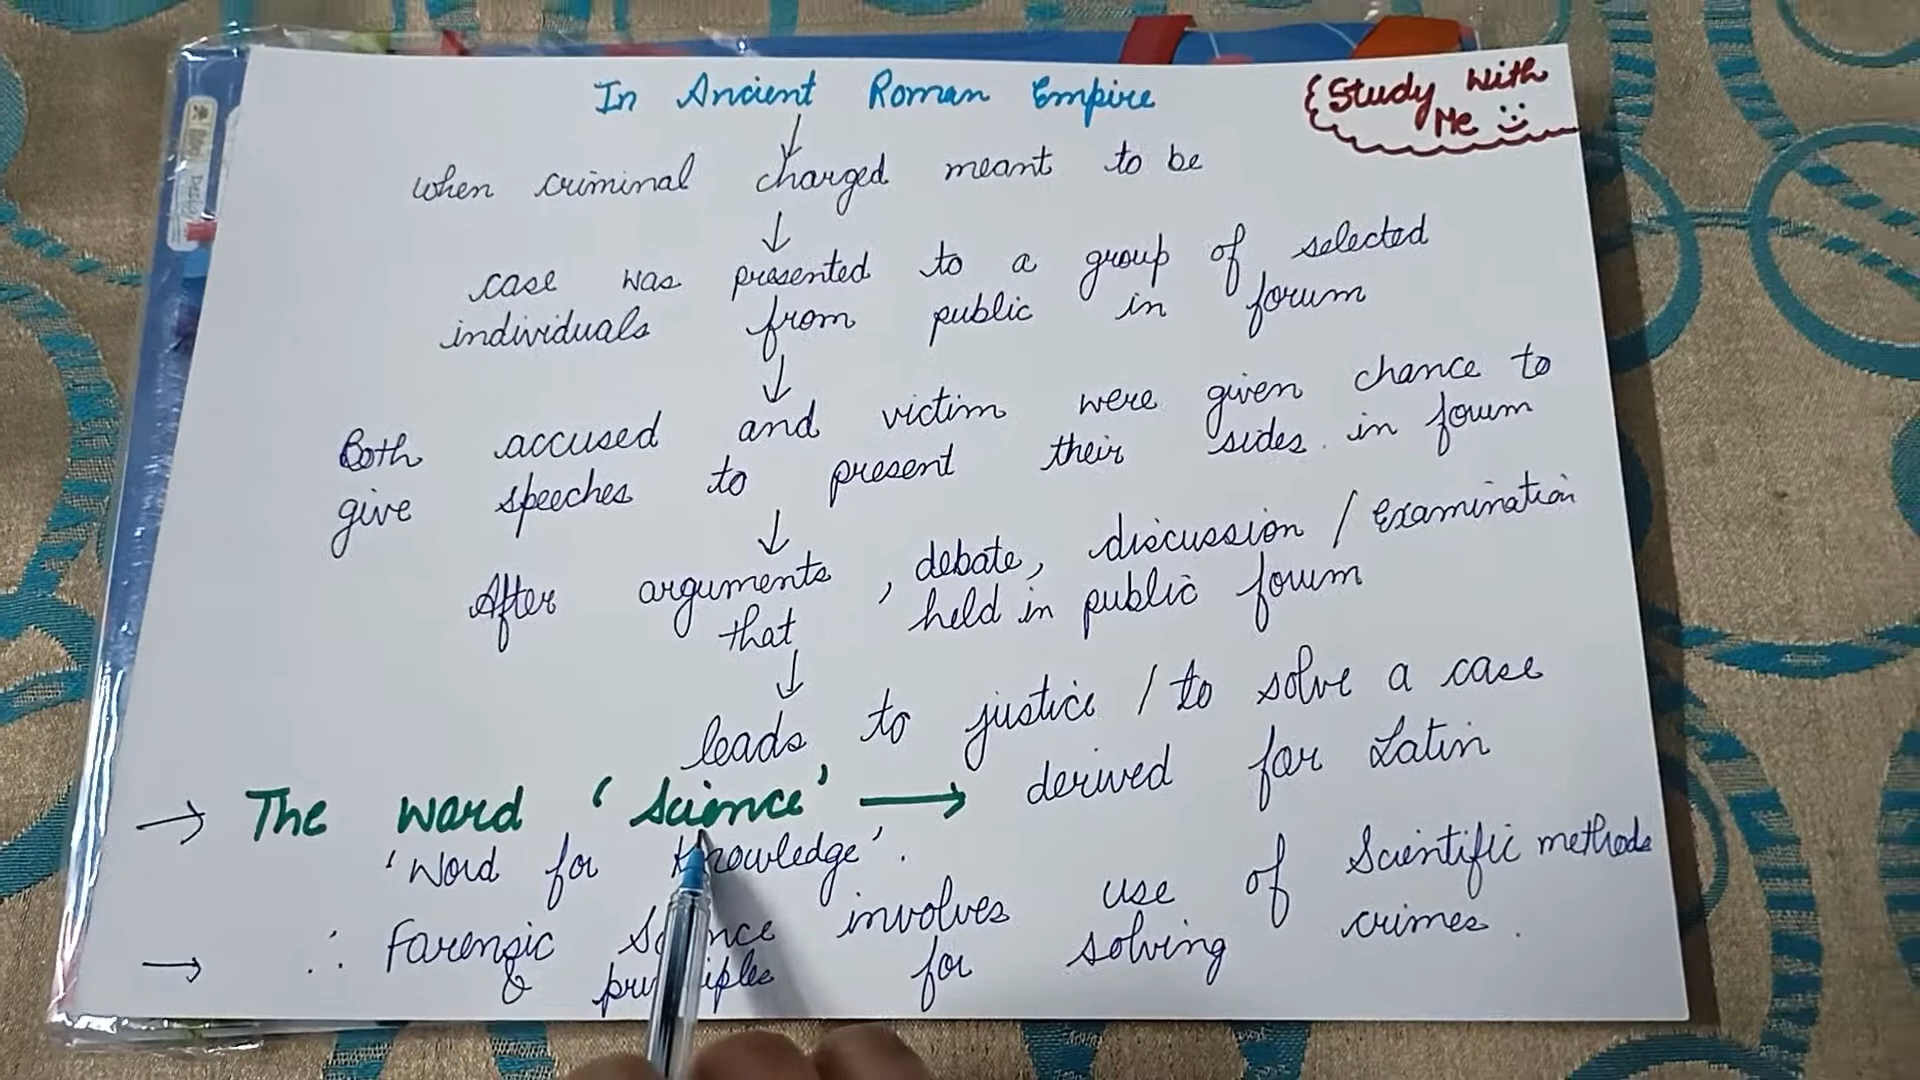 In Ancient Roman Empire
Study With
Me
↓
when criminal charged meant to be
↓
case was presented to a group of selected
individuals from public in forum
↓
Both accused and victim were given chance to
give speeches to present their sides in forum
↓
After arguments, debate, discussion / Examination
that held in public forum
↓
leads to justice / to solve a case
→ The word 'Science' → derived for Latin
'Word for Knowledge'.
→ ∴ Forensic Science involves use of Scientific methods
& principles for solving crimes.